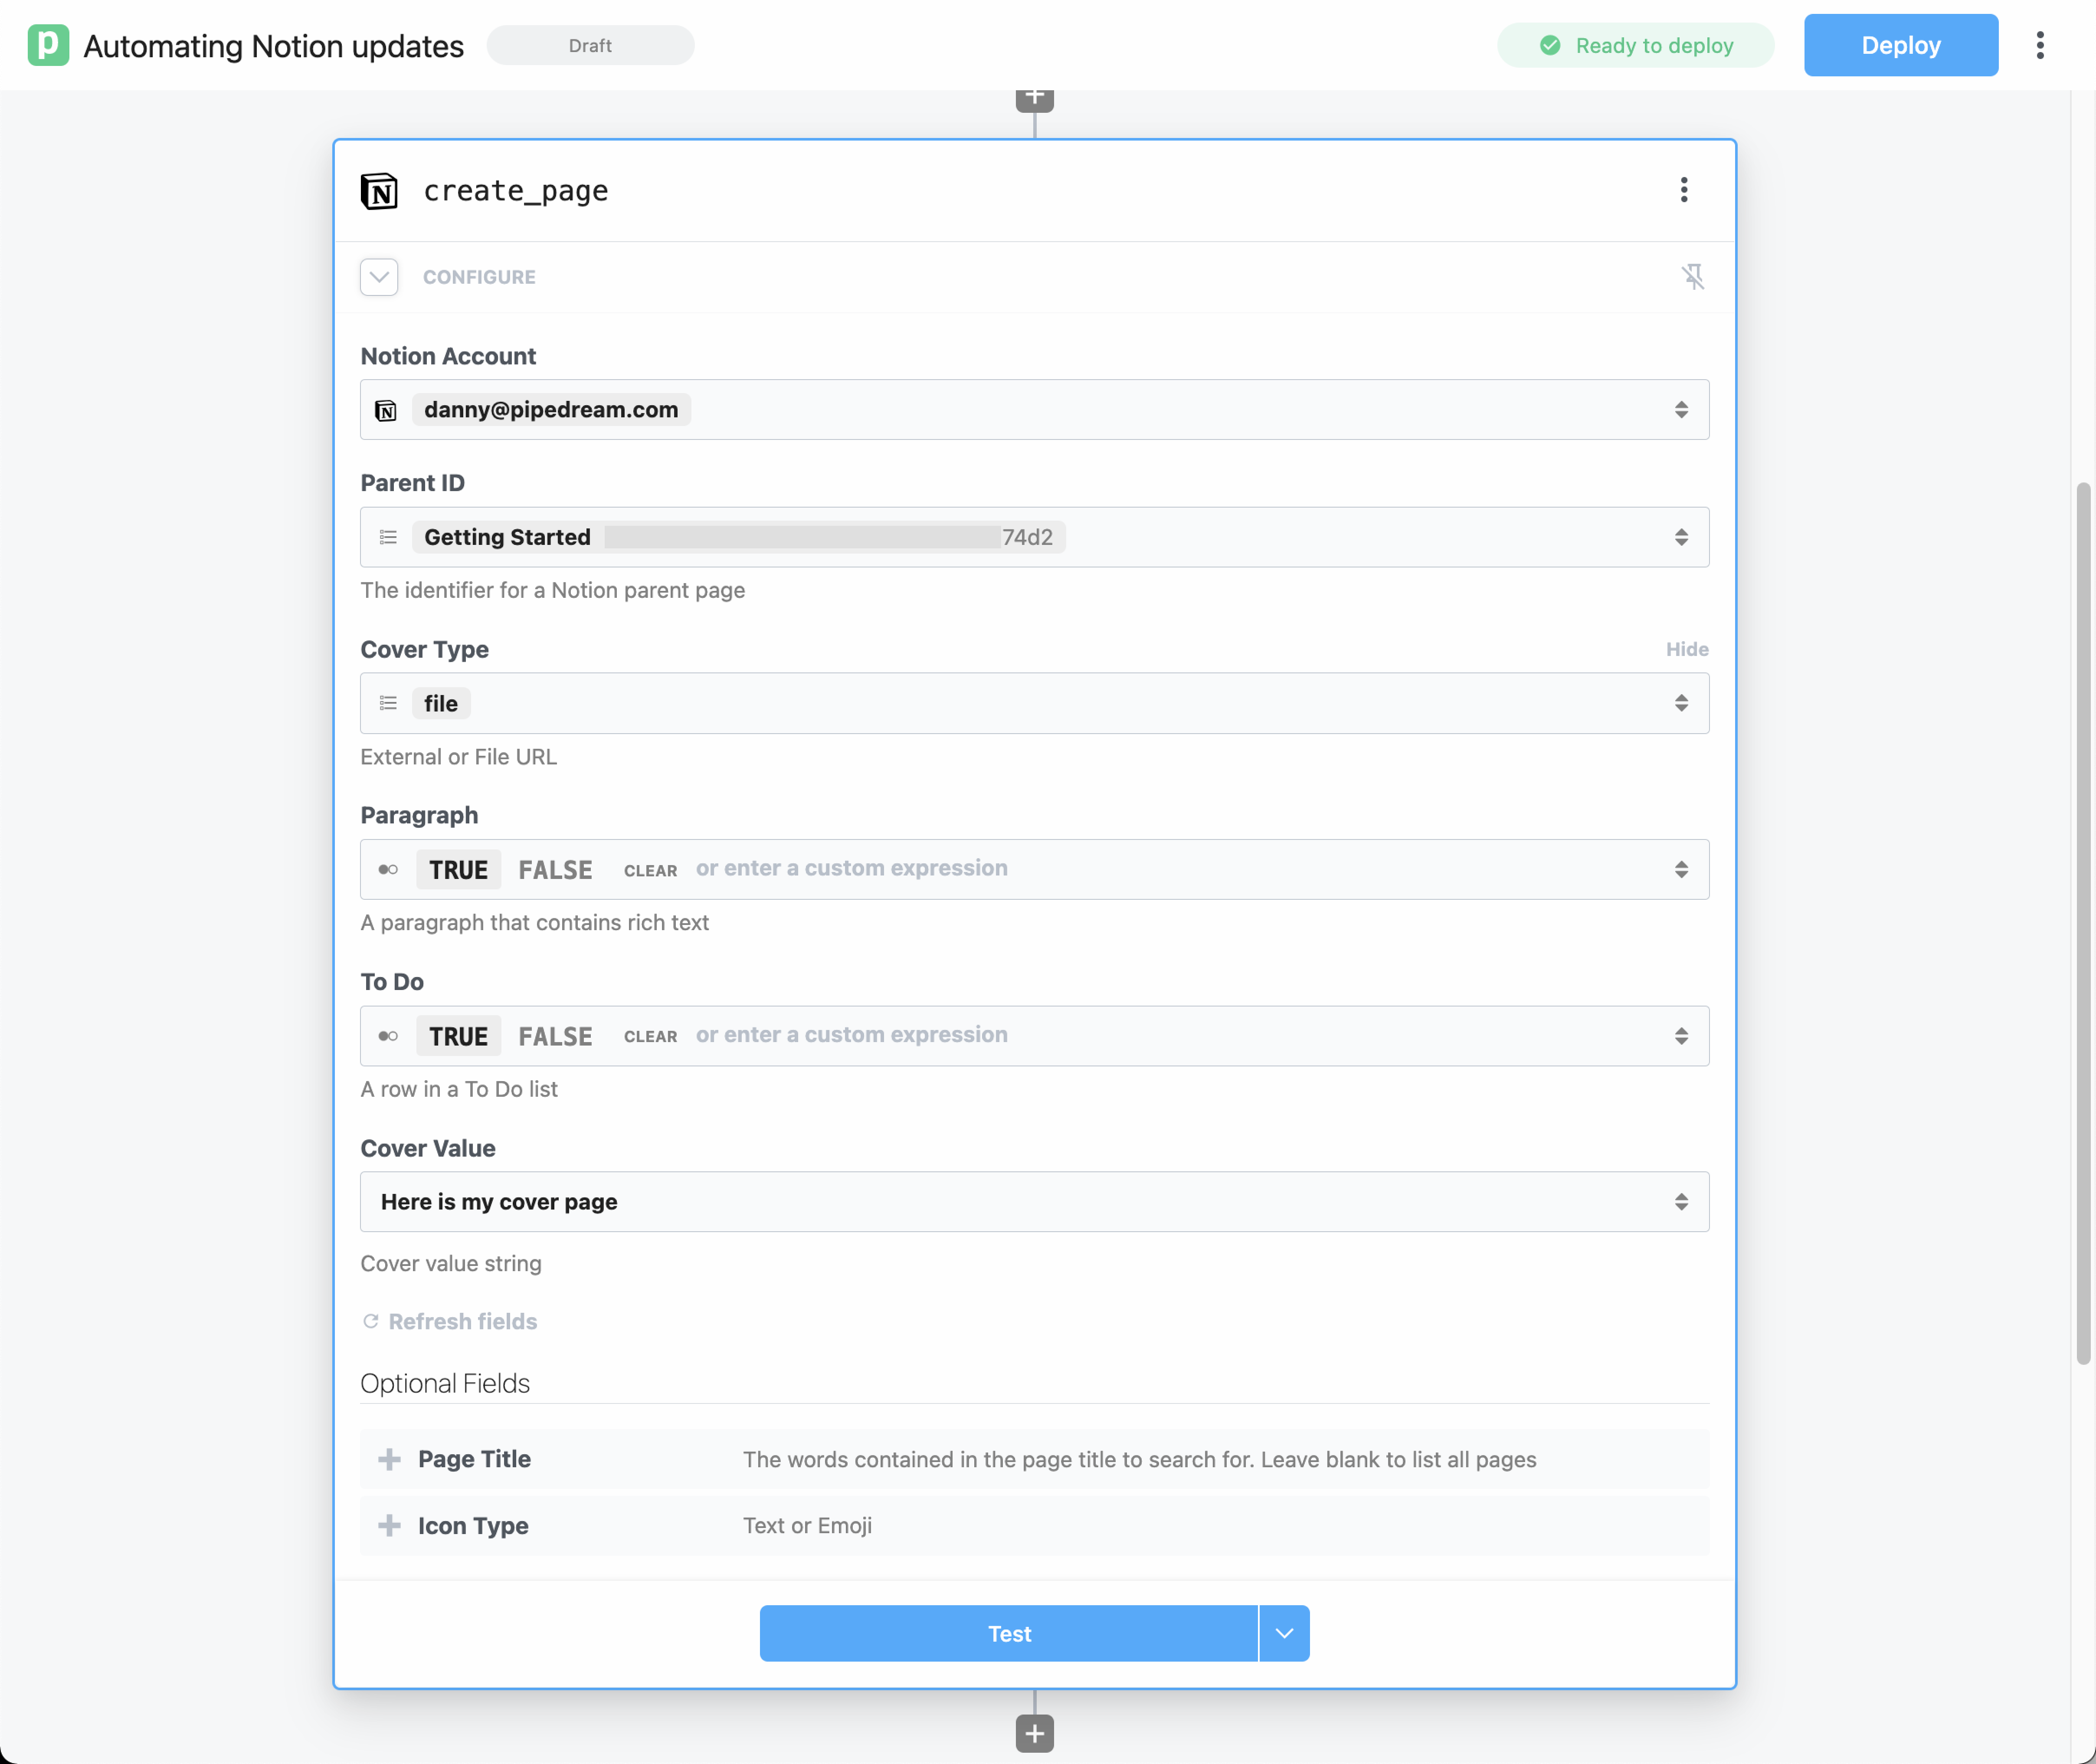 p Automating Notion updates Draft Ready to deploy Deploy
N create_page
CONFIGURE
Notion Account
N danny@pipedream.com
Parent ID
Getting Started 74d2
The identifier for a Notion parent page
Cover Type Hide
file
External or File URL
Paragraph
TRUE FALSE CLEAR or enter a custom expression
A paragraph that contains rich text
To Do
TRUE FALSE CLEAR or enter a custom expression
A row in a To Do list
Cover Value
Here is my cover page
Cover value string
Refresh fields
Optional Fields
Page Title The words contained in the page title to search for. Leave blank to list all pages
Icon Type Text or Emoji
Test